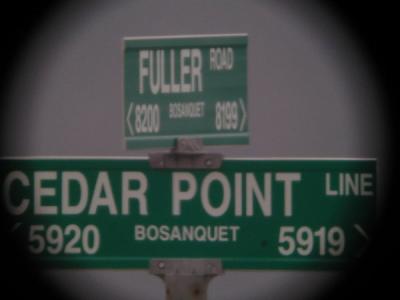 FULLER ROAD
<8200 BOSANQUET 8199>
CEDAR POINT LINE
<5920 BOSANQUET 5919>